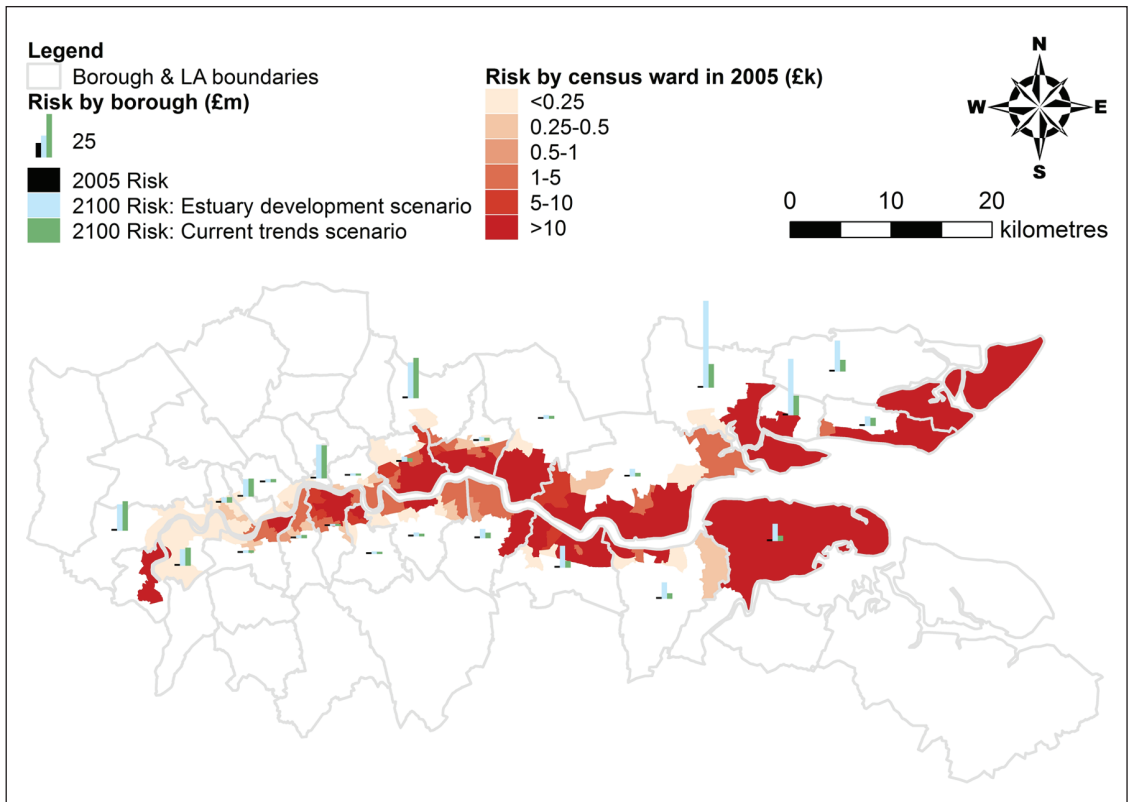 Legend
Borough & LA boundaries
Risk by borough (£m)
25
2005 Risk
2100 Risk: Estuary development scenario
2100 Risk: Current trends scenario
Risk by census ward in 2005 (£k)
<0.25
0.25-0.5
0.5-1
1-5
5-10
>10
N
W
E
S
0 10 20
kilometres